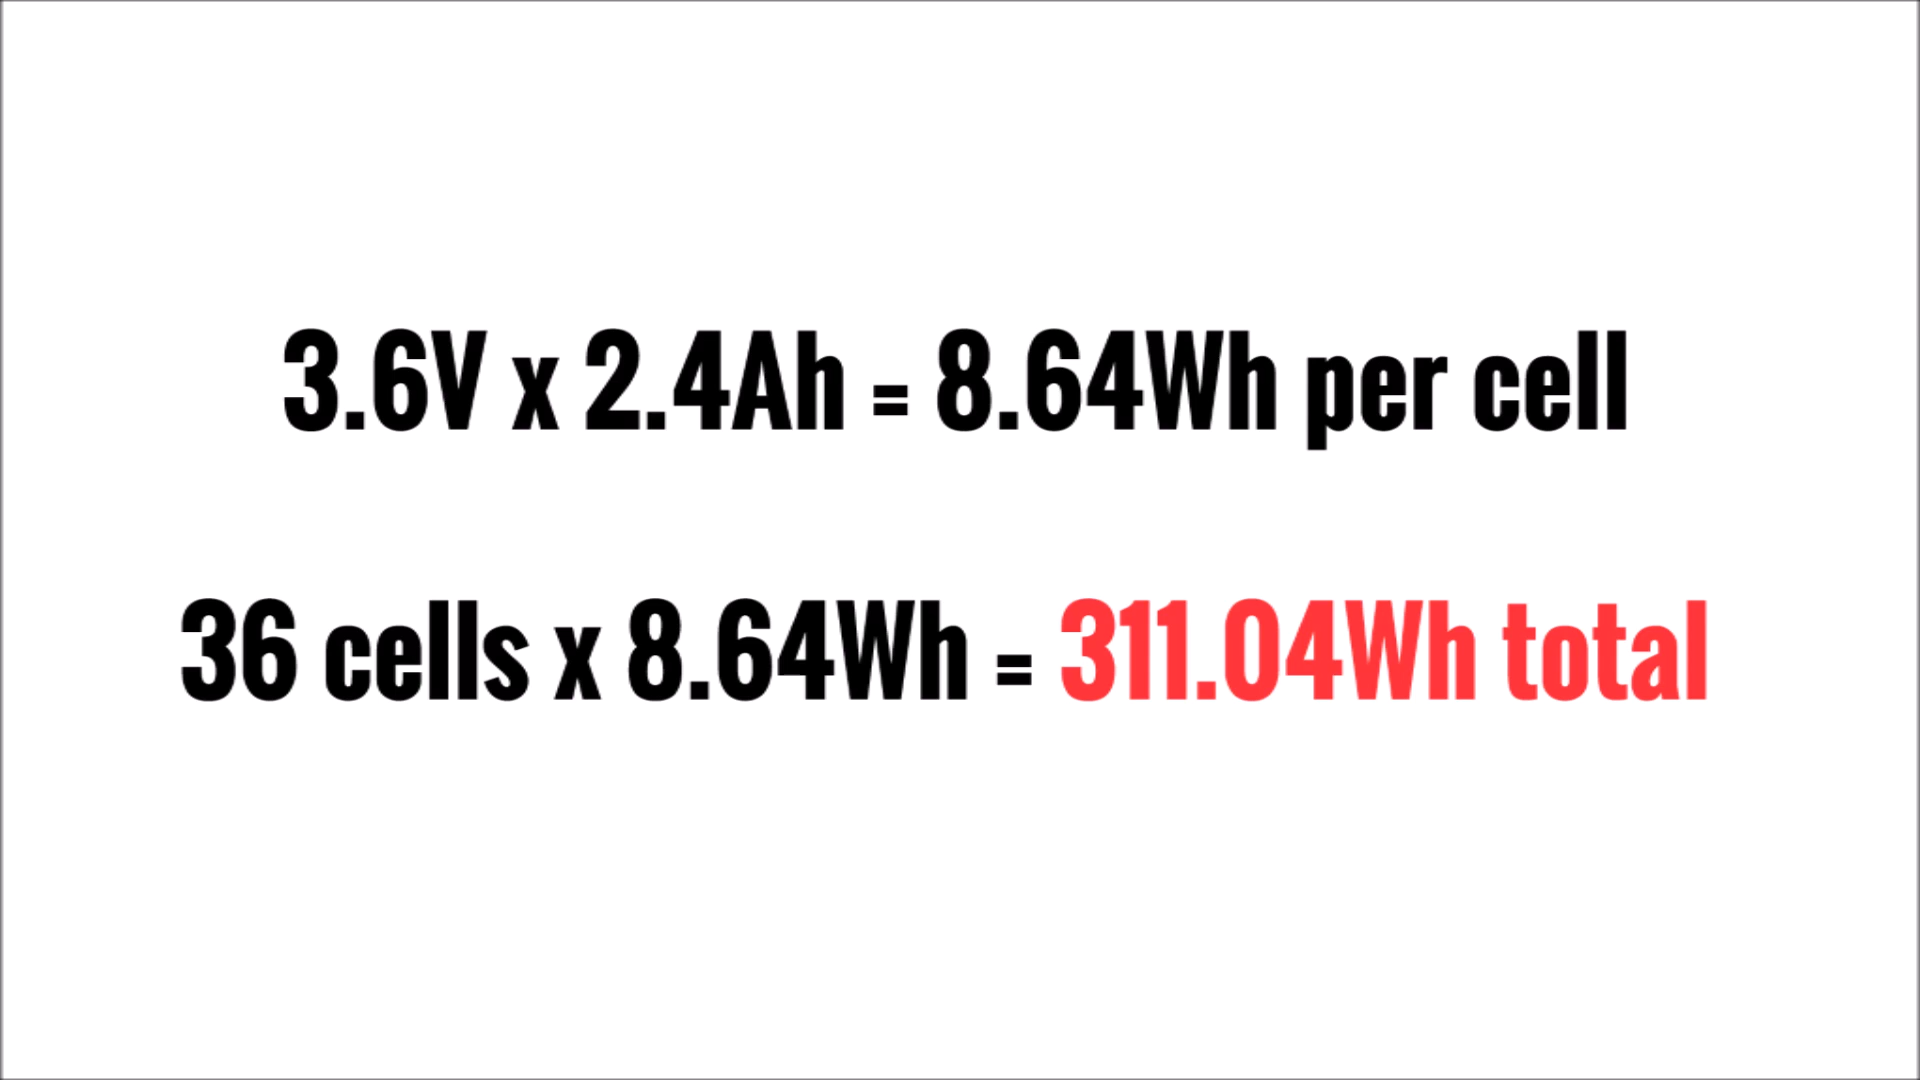 3.6V x 2.4Ah = 8.64Wh per cell
36 cells x 8.64Wh = 311.04Wh total